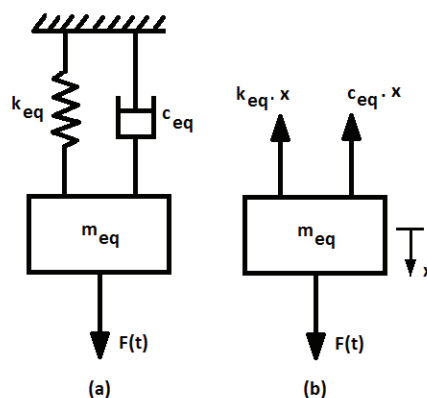 k_eq
c_eq
m_eq
F(t)
(a)
k_eq . x
c_eq . x
m_eq
x
F(t)
(b)